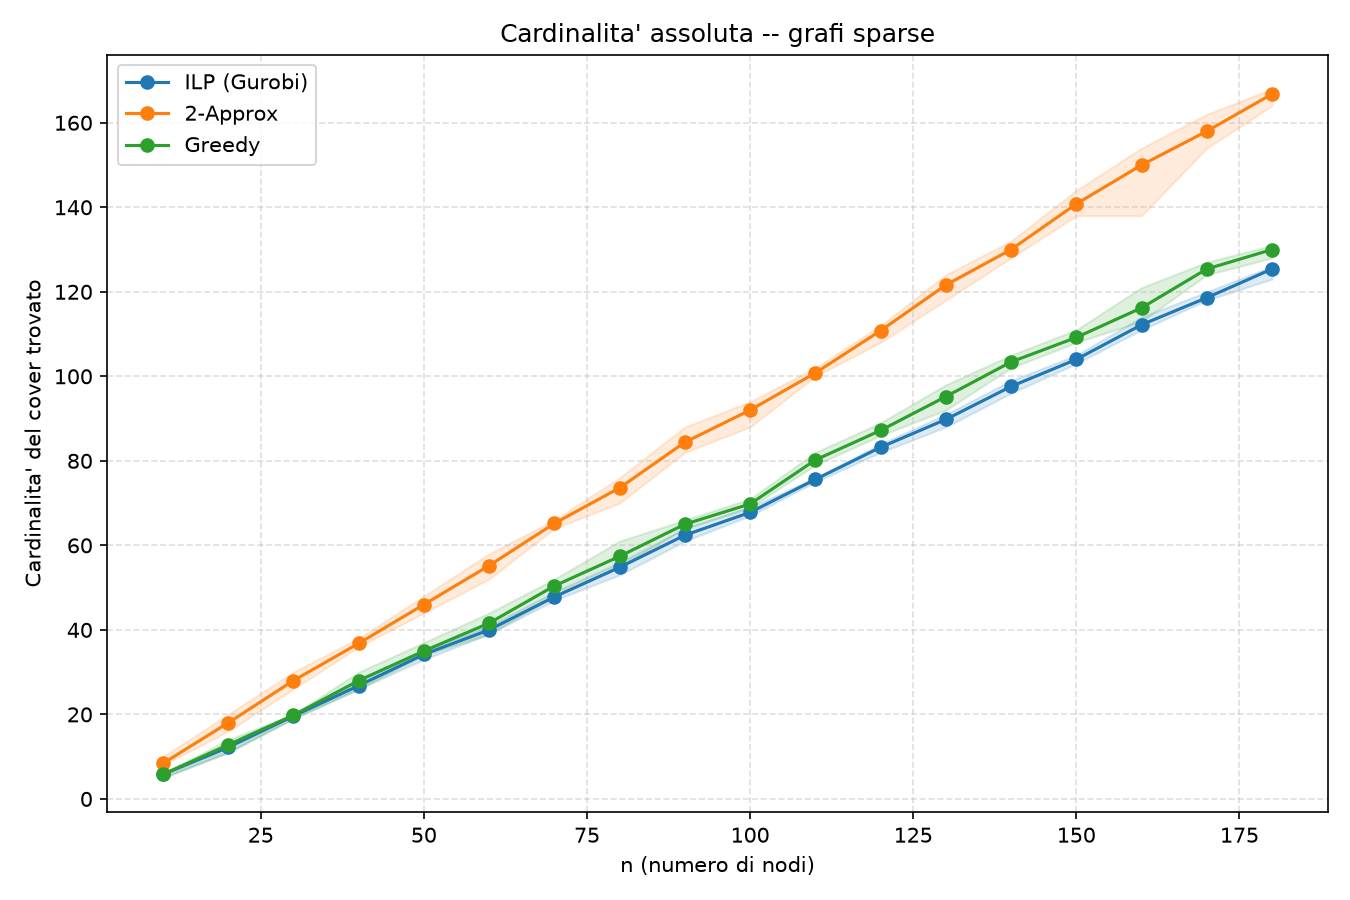 Cardinalita' assoluta -- grafi sparse
ILP (Gurobi)
2-Approx
Greedy
Cardinalita' del cover trovato
160
140
120
100
80
60
40
20
0
25 50 75 100 125 150 175
n (numero di nodi)